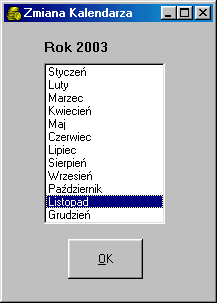 Zmiana Kalendarza
Rok 2003
Styczeń
Luty
Marzec
Kwiecień
Maj
Czerwiec
Lipiec
Sierpień
Wrzesień
Październik
Listopad
Grudzień
OK